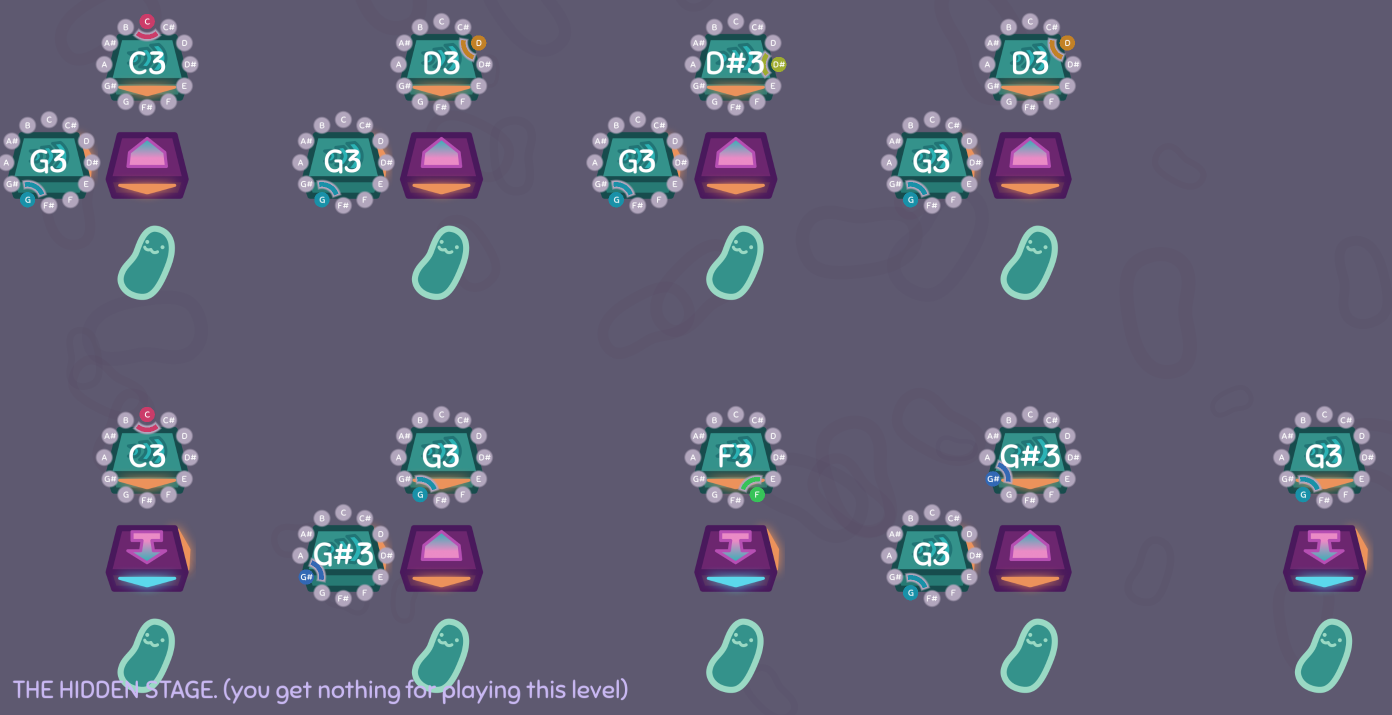 C C C C
B C# B C# B C# B C#
A# D A# D A# D A# D
A C3 D# A D3 D# A D#3 D# A D3 D#
G# E G# E G# E G# E
G F G F G F G F
F# F# F# F#
C C C C
B C# B C# B C# B C#
A# D A# D A# D A# D
A G3 D# A G3 D# A G3 D# A G3 D#
G# E G# E G# E G# E
G F G F G F G F
F# F# F# F#
C C C C C
B C# B C# B C# B C# B C#
A# D A# D A# D A# D A# D
A C3 D# A G3 D# A F3 D# A G#3 D# A G3 D#
G# E G# E G# E G# E G# E
G F G F G F G F G F
F# F# F# F# F#
C C
B C# B C#
A# D A# D
A G#3 D# A G3 D#
G# E G# E
G F G F
F# F#
THE HIDDEN STAGE. (you get nothing for playing this level)